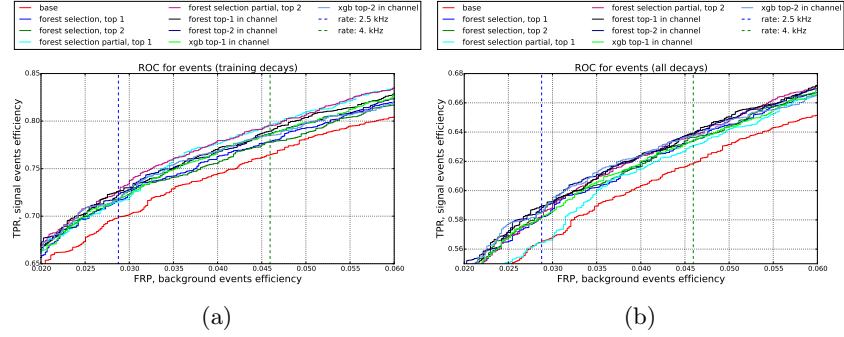 base
forest selection, top 1
forest selection, top 2
forest selection partial, top 1
forest selection partial, top 2
forest top-1 in channel
forest top-2 in channel
xgb top-1 in channel
xgb top-2 in channel
rate: 2.5 kHz
rate: 4. kHz
ROC for events (training decays)
TPR, signal events efficiency
0.85
0.80
0.75
0.70
0.65
0.020 0.025 0.030 0.035 0.040 0.045 0.050 0.055 0.060
FRP, background events efficiency
(a)
base
forest selection, top 1
forest selection, top 2
forest selection partial, top 1
forest selection partial, top 2
forest top-1 in channel
forest top-2 in channel
xgb top-1 in channel
xgb top-2 in channel
rate: 2.5 kHz
rate: 4. kHz
ROC for events (all decays)
TPR, signal events efficiency
0.68
0.66
0.64
0.62
0.60
0.58
0.56
0.020 0.025 0.030 0.035 0.040 0.045 0.050 0.055 0.060
FRP, background events efficiency
(b)